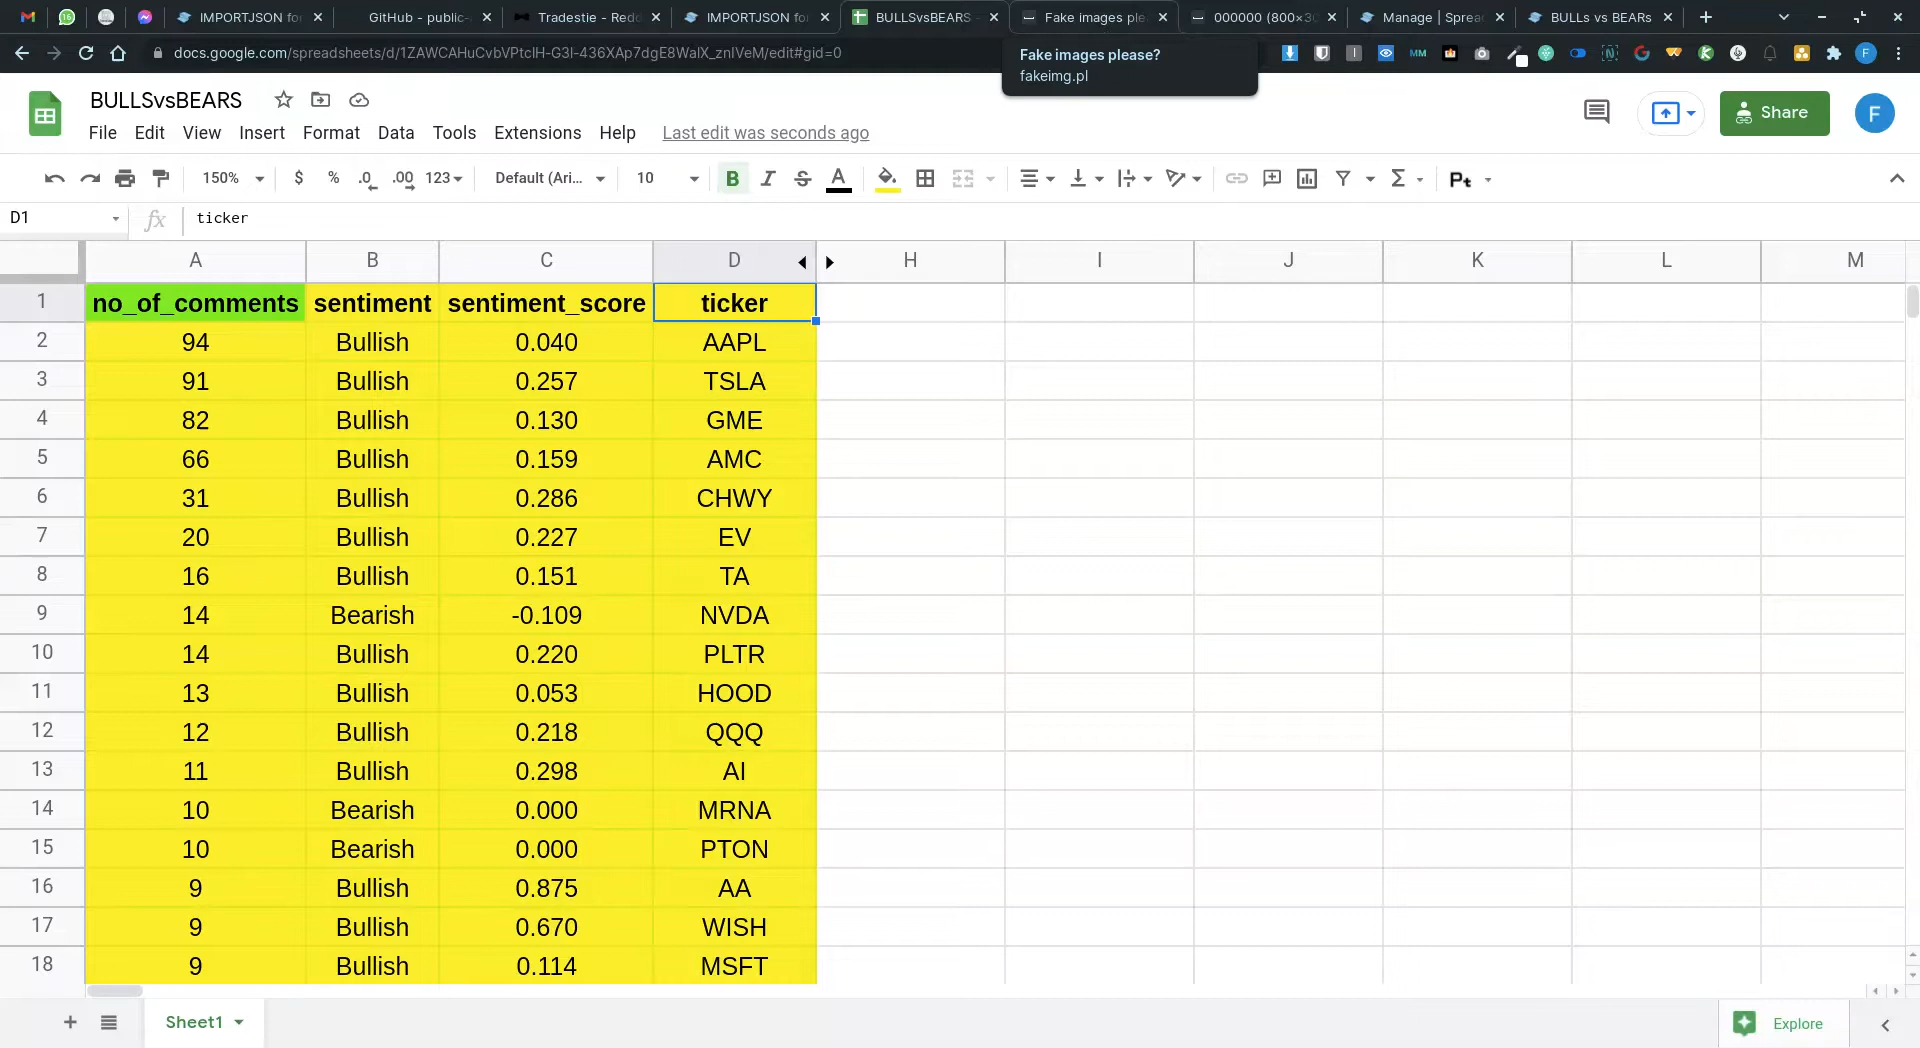 IMPORTJSON fo
GitHub - public-
Tradestie - Redd
IMPORTJSON fo
BULLSvsBEARS -
Fake images ple
000000 (800×30
Manage | Sprea
BULLs vs BEARs
docs.google.com/spreadsheets/d/1ZAWCAHuCvbVPtcIH-G3I-436XAp7dgE8WalX_znIVeM/edit#gid=0
Fake images please?
fakeimg.pl
BULLSvsBEARS
File Edit View Insert Format Data Tools Extensions Help Last edit was seconds ago
Share
F
150% $ % .0 .00 123 Default (Ari... 10 B I S A Σ Pt
D1 fx ticker
A B C D H I J K L M
1 no_of_comments sentiment sentiment_score ticker
2 94 Bullish 0.040 AAPL
3 91 Bullish 0.257 TSLA
4 82 Bullish 0.130 GME
5 66 Bullish 0.159 AMC
6 31 Bullish 0.286 CHWY
7 20 Bullish 0.227 EV
8 16 Bullish 0.151 TA
9 14 Bearish -0.109 NVDA
10 14 Bullish 0.220 PLTR
11 13 Bullish 0.053 HOOD
12 12 Bullish 0.218 QQQ
13 11 Bullish 0.298 AI
14 10 Bearish 0.000 MRNA
15 10 Bearish 0.000 PTON
16 9 Bullish 0.875 AA
17 9 Bullish 0.670 WISH
18 9 Bullish 0.114 MSFT
Sheet1
Explore